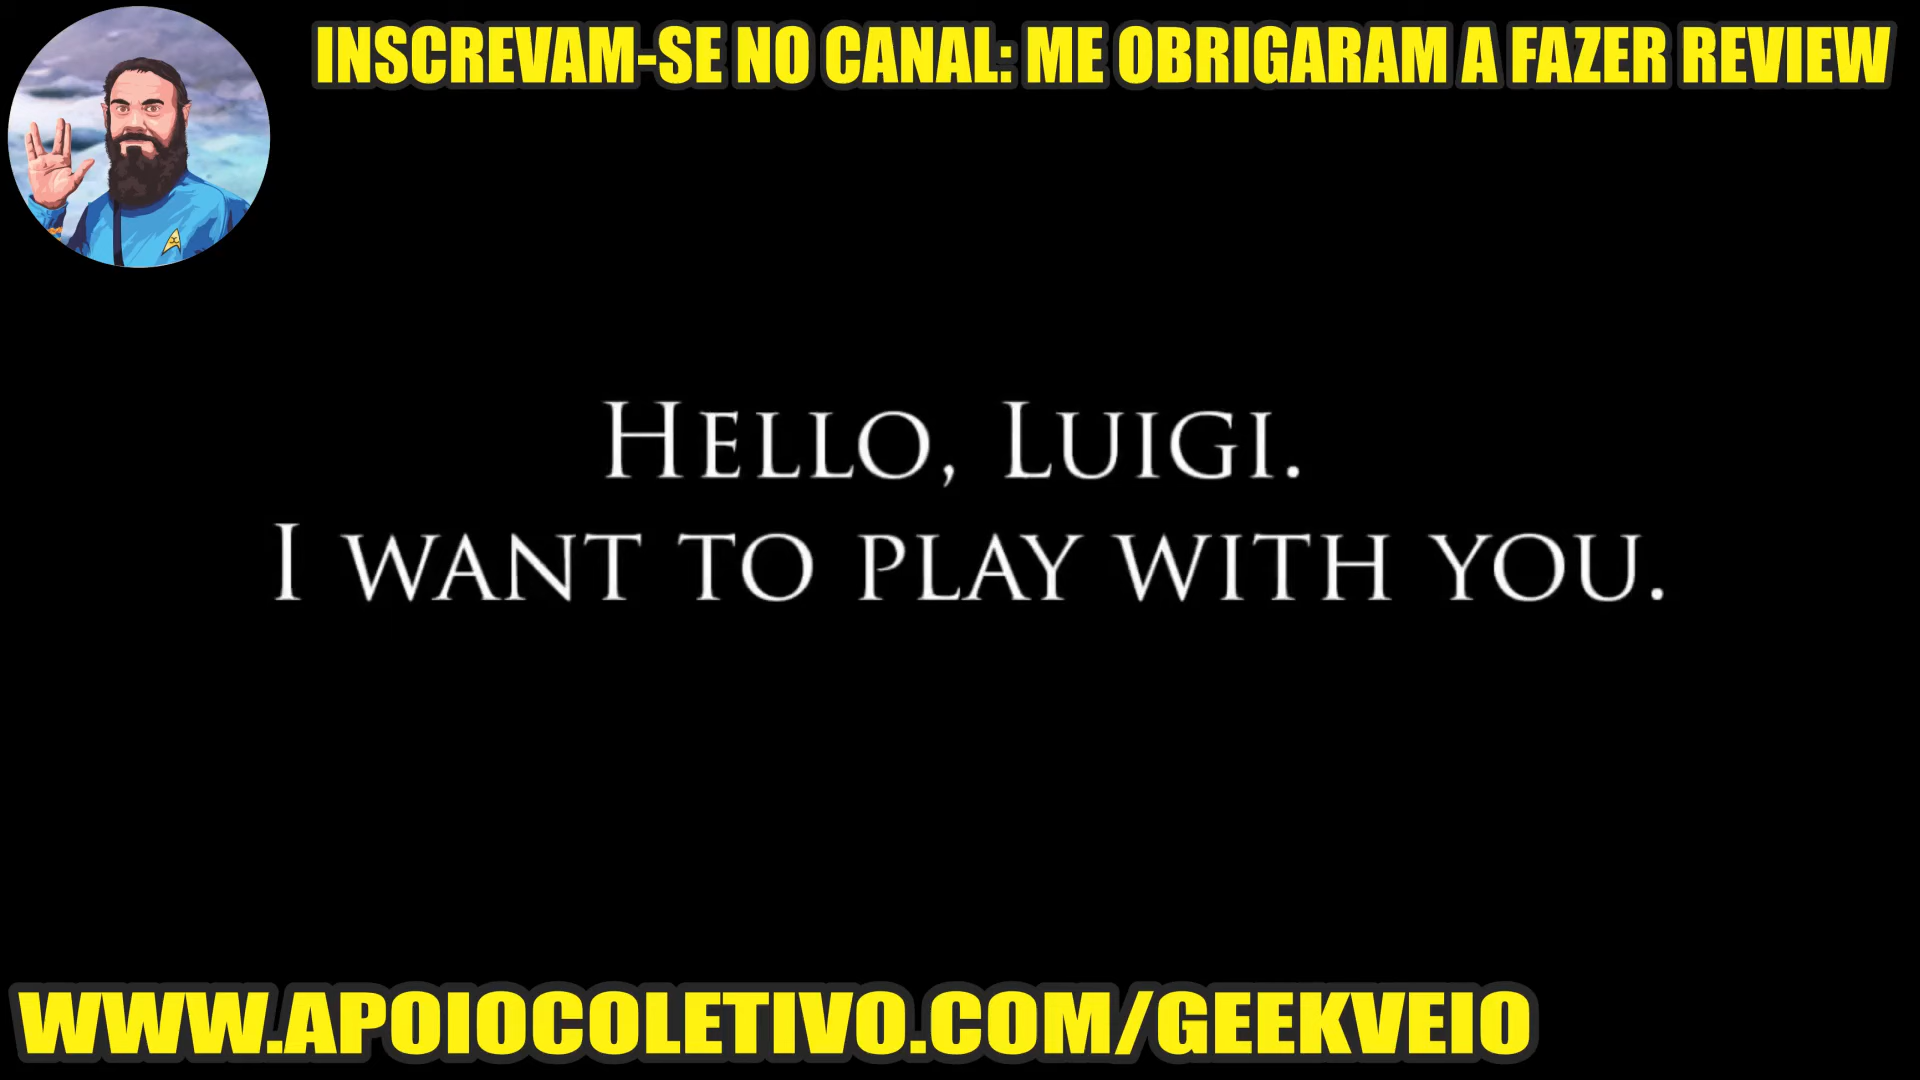 INSCREVAM-SE NO CANAL: ME OBRIGARAM A FAZER REVIEW
HELLO, LUIGI.
I WANT TO PLAY WITH YOU.
WWW.APOIOCOLETIVO.COM/GEEKVEIO